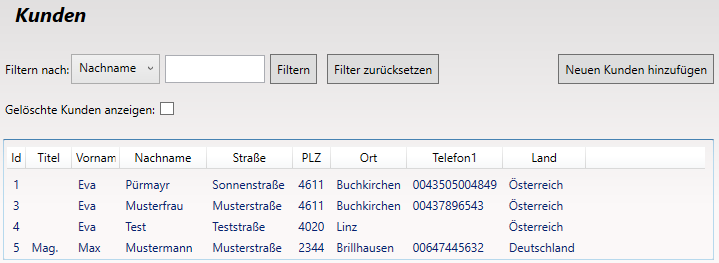 Kunden
Filtern nach: Nachname Filtern Filter zurücksetzen Neuen Kunden hinzufügen
Gelöschte Kunden anzeigen:
Id Titel Vornam Nachname Straße PLZ Ort Telefon1 Land
1 Eva Pürmayr Sonnenstraße 4611 Buchkirchen 0043505004849 Österreich
3 Eva Musterfrau Musterstraße 4611 Buchkirchen 00437896543 Österreich
4 Eva Test Teststraße 4020 Linz Österreich
5 Mag. Max Mustermann Musterstraße 2344 Brillhausen 00647445632 Deutschland